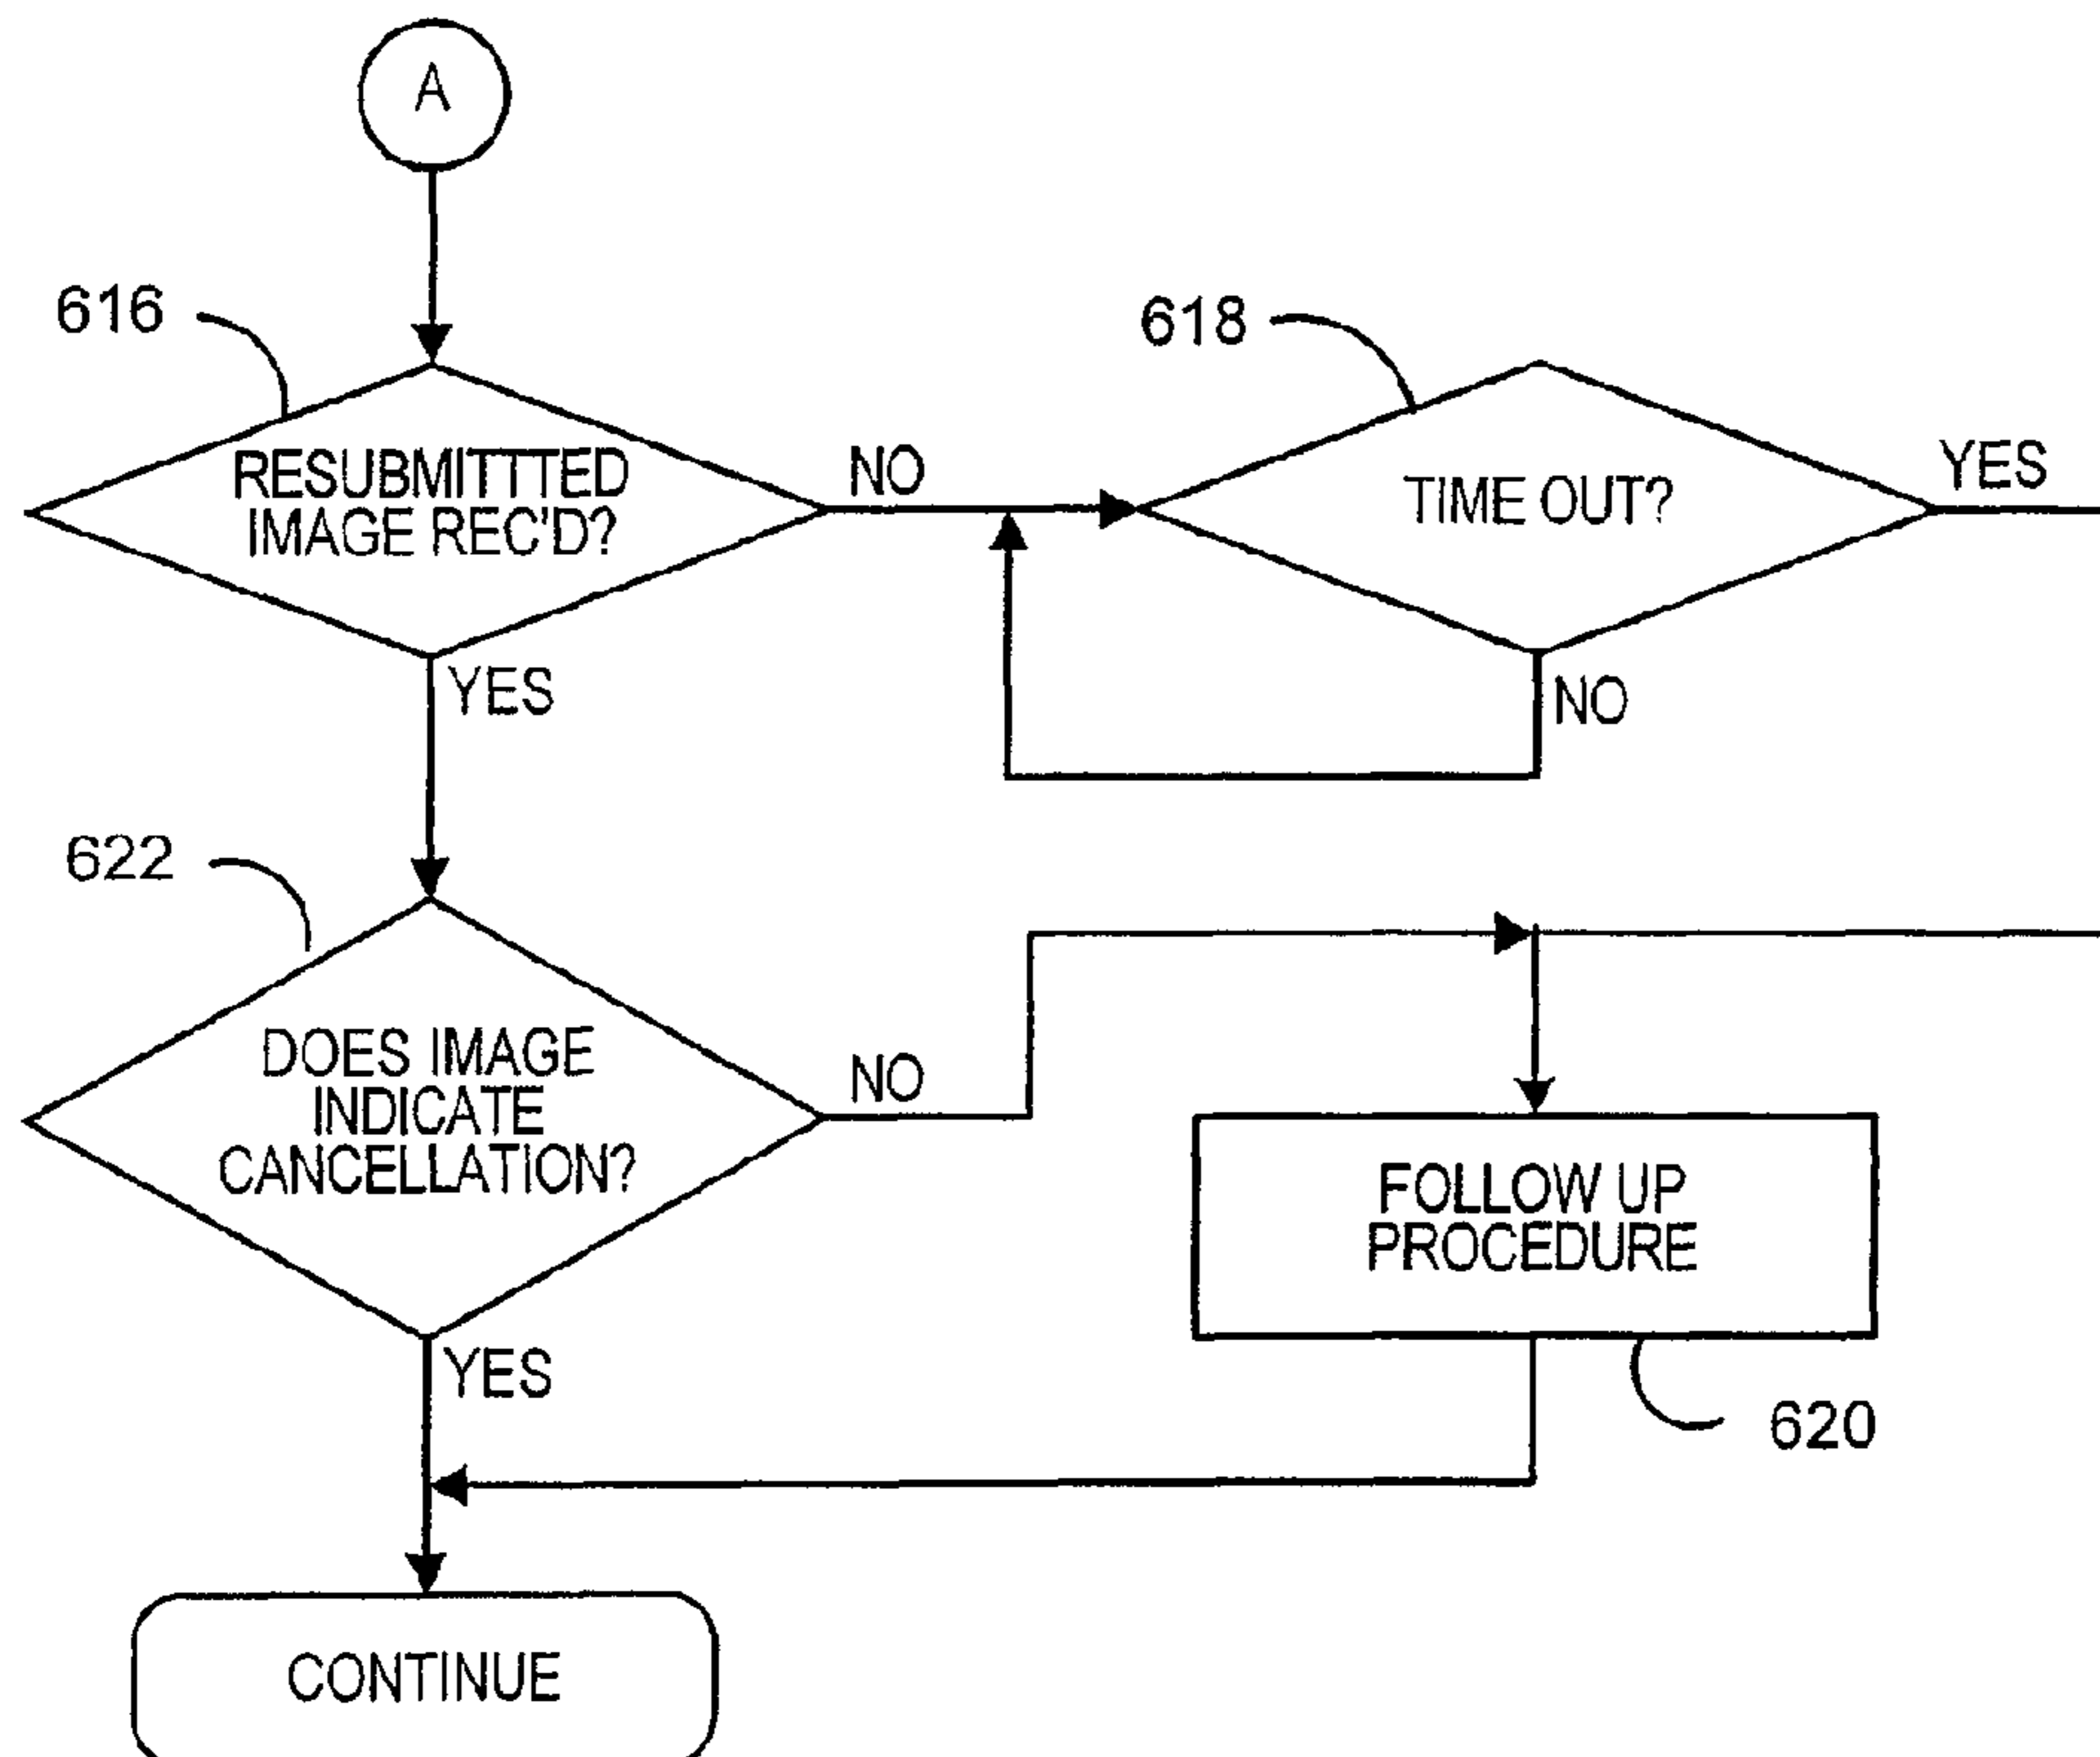 A
616
RESUBMITTTED
IMAGE REC'D?
NO
618
TIME OUT?
YES
YES
NO
622
DOES IMAGE
INDICATE
CANCELLATION?
NO
FOLLOW UP
PROCEDURE
YES
620
CONTINUE